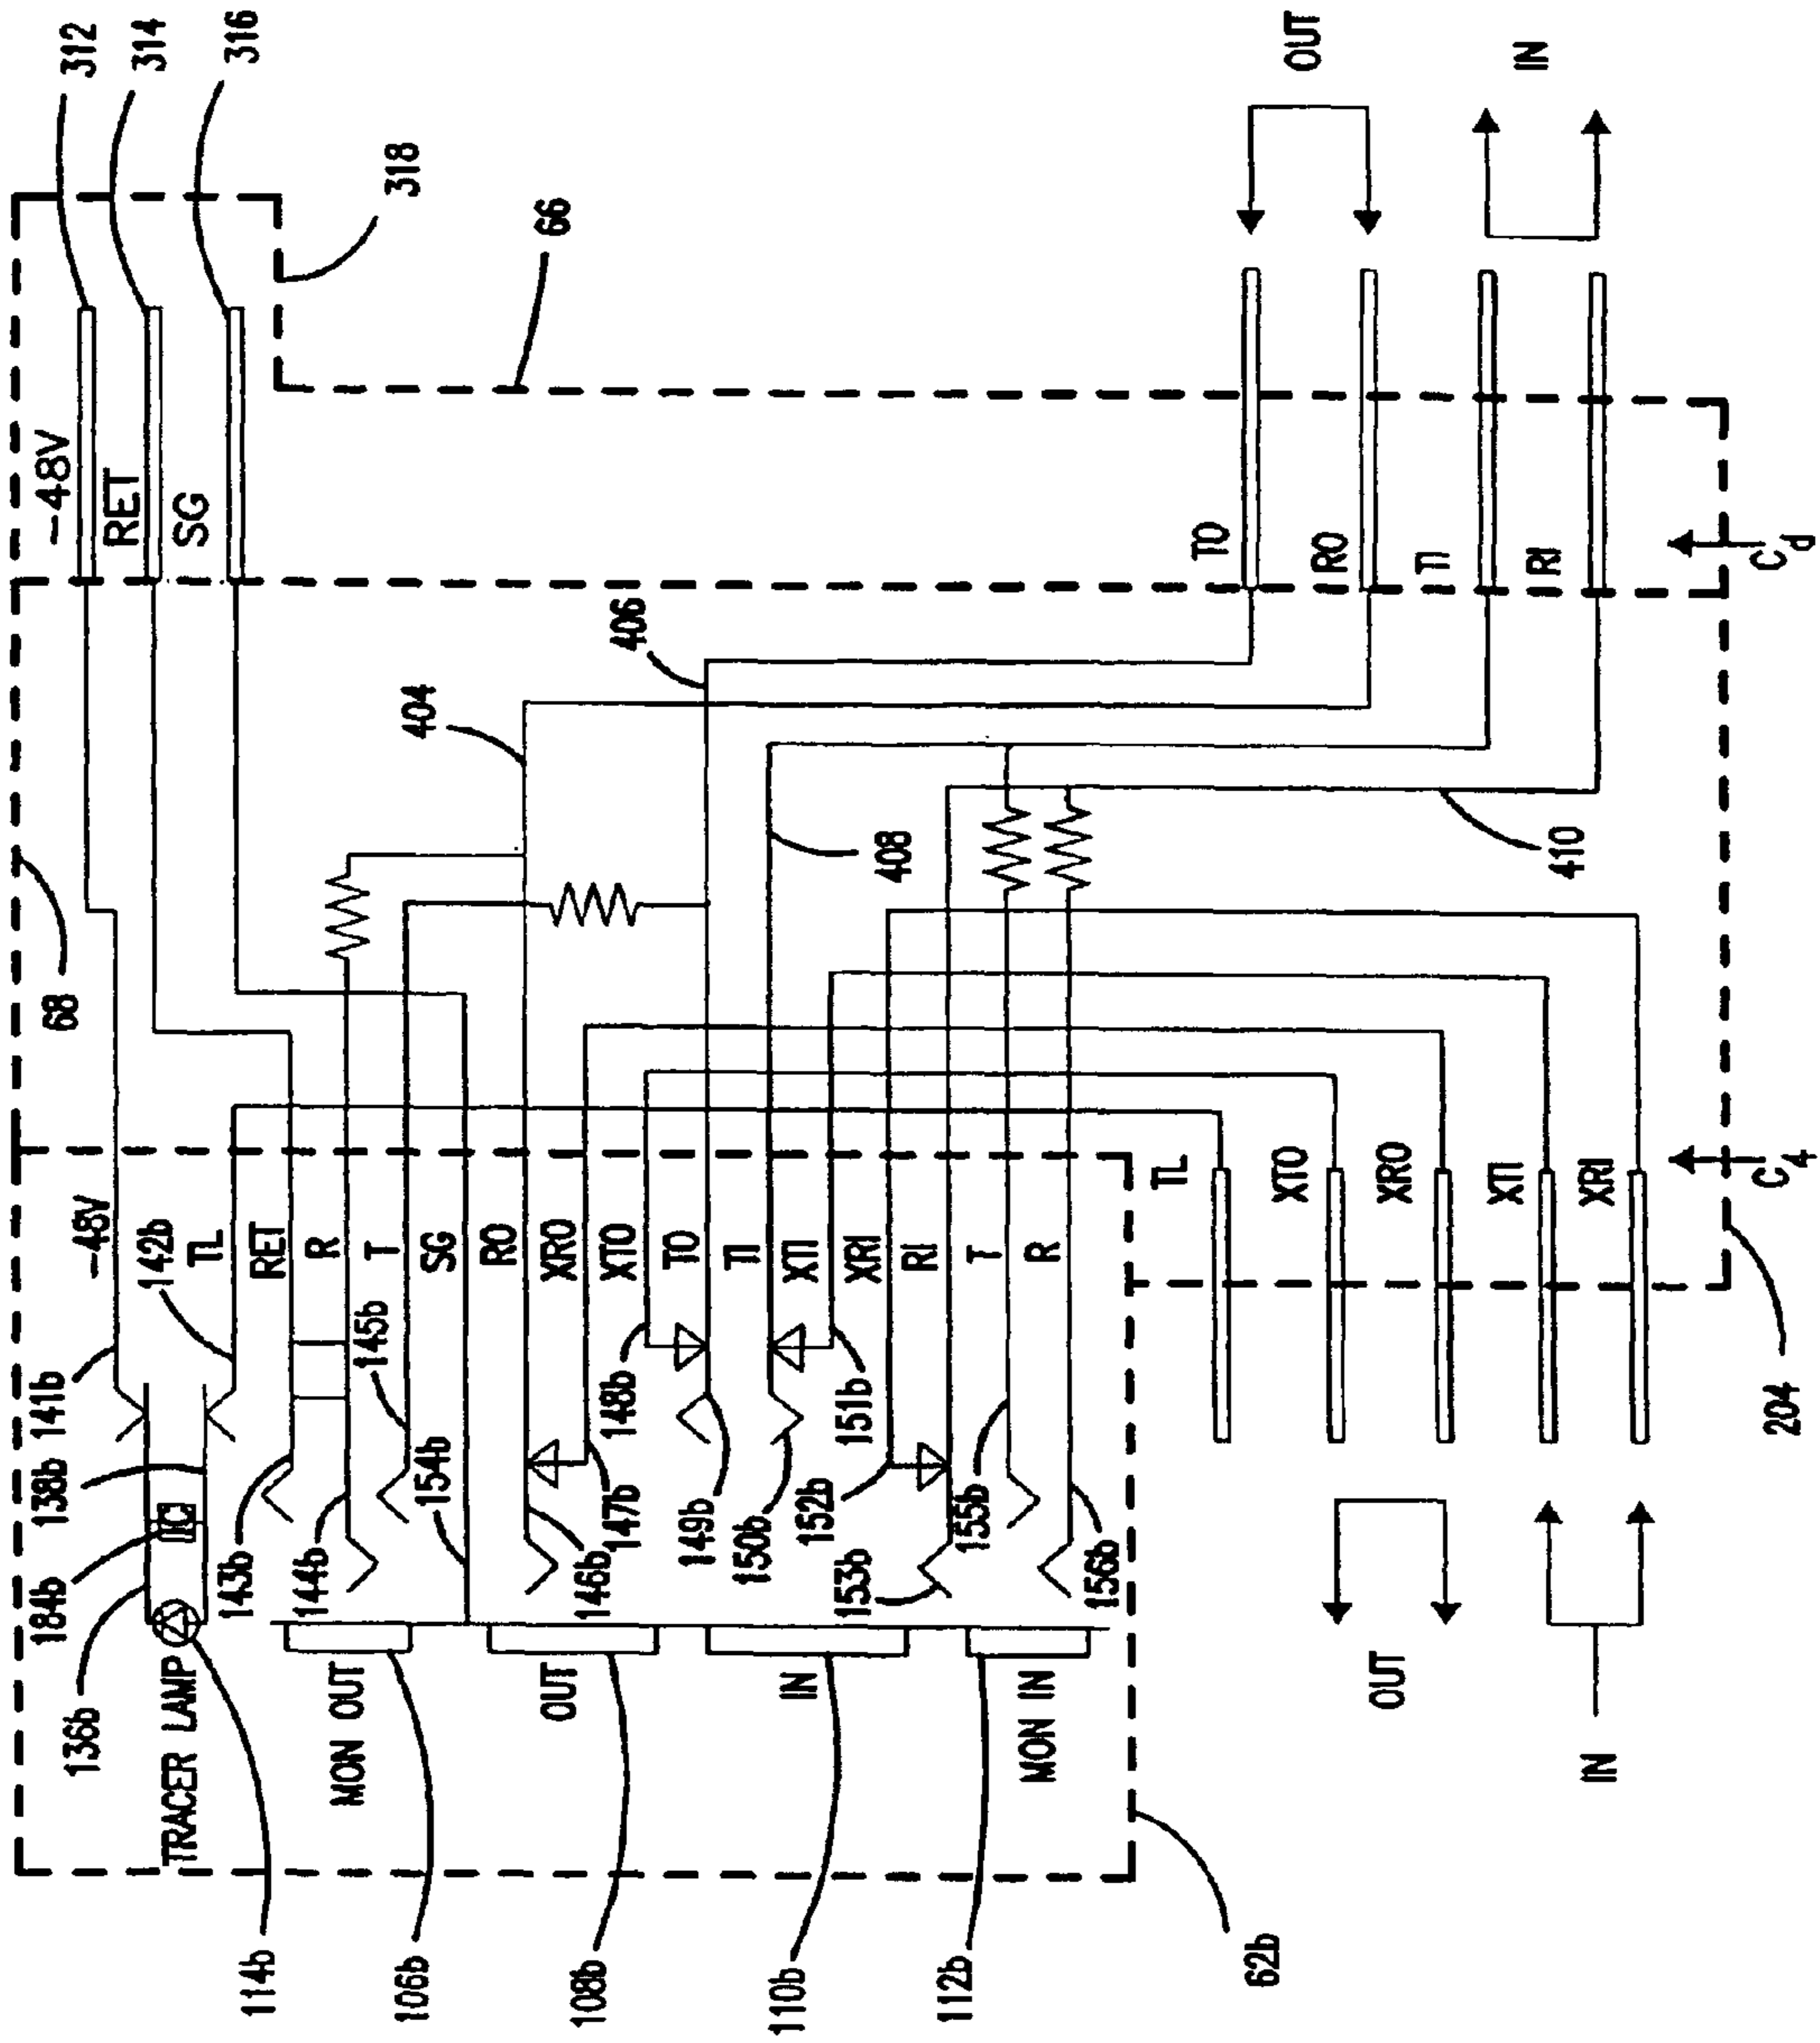 312
314
316
318
66
-48V
RET
SG
TO
RO
TI
RI
C d
OUT
IN
68
404
406
408
410
-48V
TL
RET
R
T
SG
RO
XRO
XTO
TO
TI
XTI
XRI
RI
T
R
TL
XTO
XRO
XTI
XRI
C 4
204
141b
142b
138b
184b
136b
143b
144b
145b
154b
146b
147b
148b
149b
150b
151b
152b
153b
155b
156b
TRACER LAMP
MON OUT
OUT
IN
MON IN
OUT
IN
114b
106b
108b
110b
112b
62b